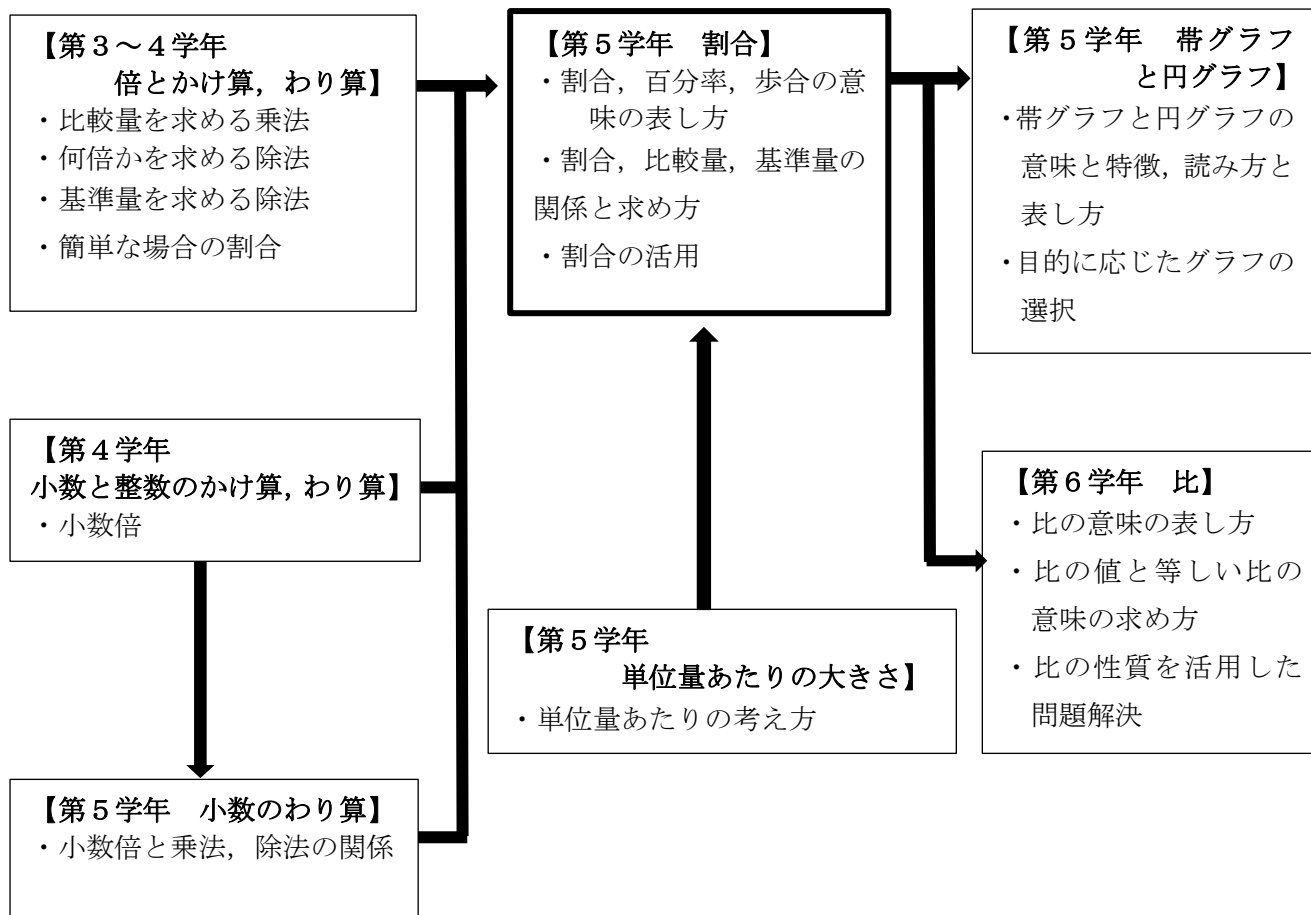 【第３～４学年
倍とかけ算，わり算】
・比較量を求める乗法
・何倍かを求める除法
・基準量を求める除法
・簡単な場合の割合
【第４学年
小数と整数のかけ算，わり算】
・小数倍
【第５学年　小数のわり算】
・小数倍と乗法，除法の関係
【第５学年　割合】
・割合，百分率，歩合の意
味の表し方
・割合，比較量，基準量の
関係と求め方
・割合の活用
【第５学年
単位量あたりの大きさ】
・単位量あたりの考え方
【第５学年　帯グラフ
と円グラフ】
・帯グラフと円グラフの
意味と特徴，読み方と
表し方
・目的に応じたグラフの
選択
【第６学年　比】
・比の意味の表し方
・比の値と等しい比の
意味の求め方
・比の性質を活用した
問題解決